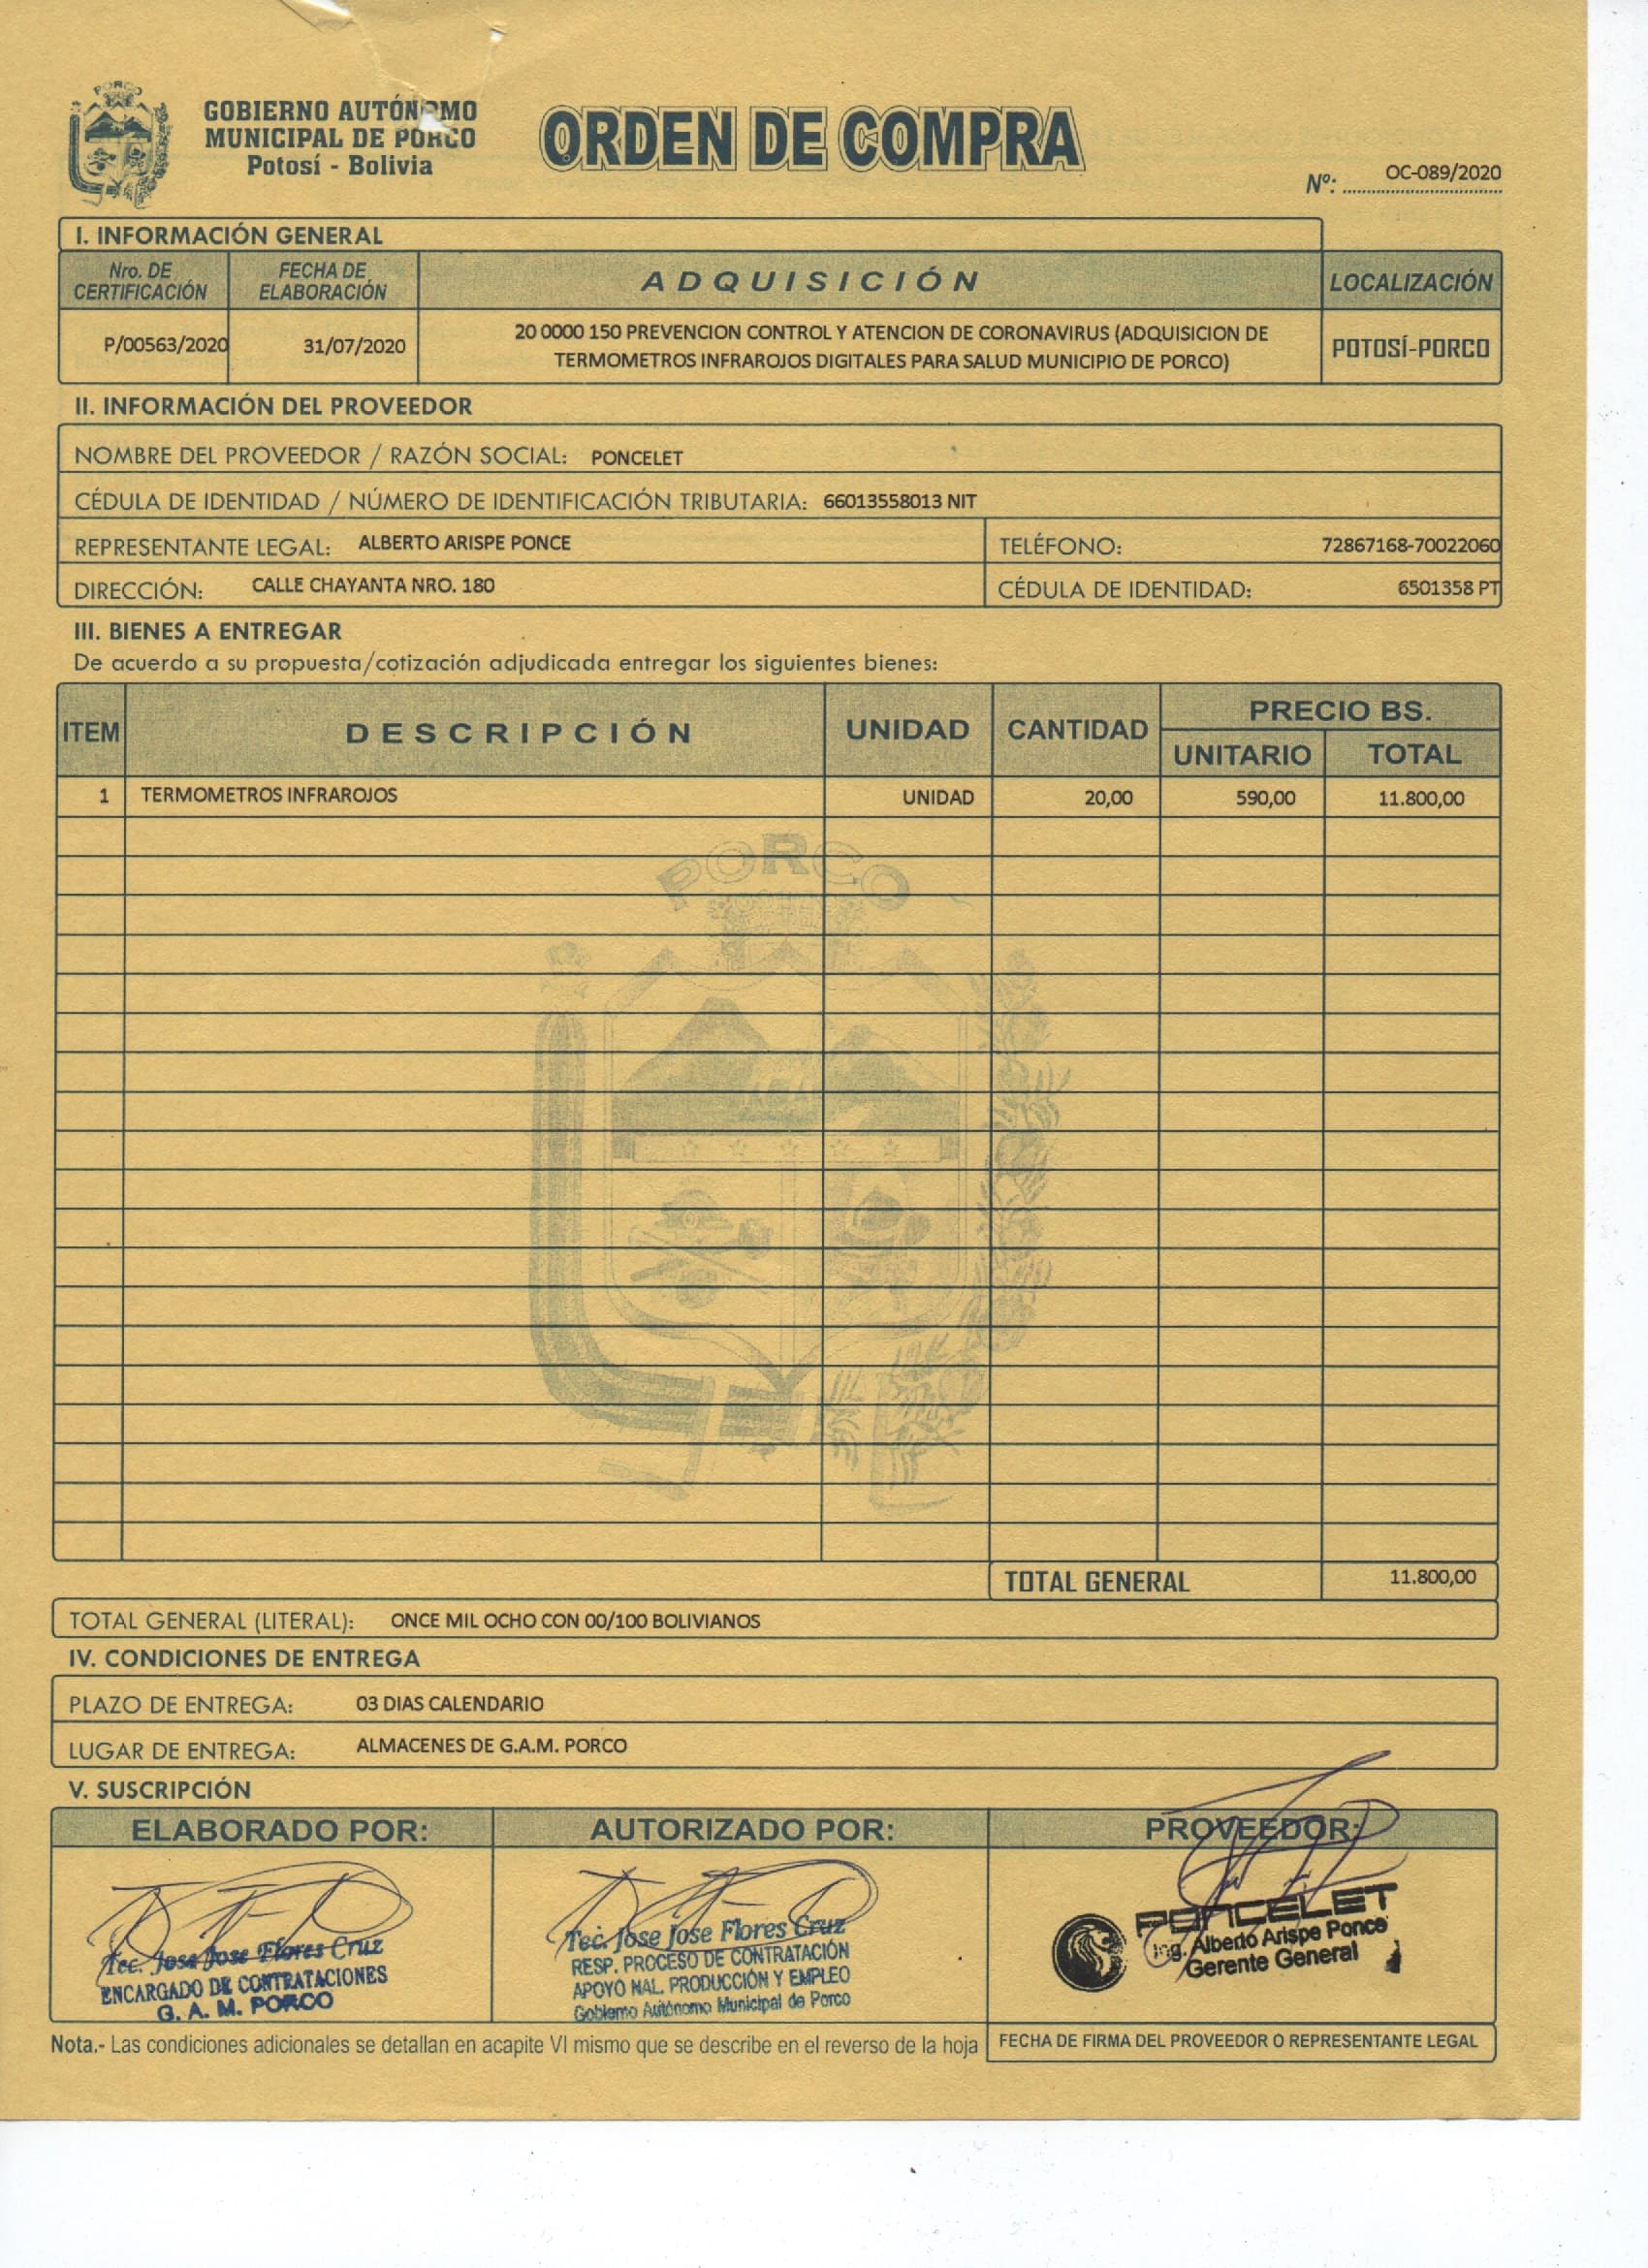 PORCO
GOBIERNO AUTÓNOMO
MUNICIPAL DE PORCO
Potosí - Bolivia
ORDEN DE COMPRA
Nº: OC-089/2020
I. INFORMACIÓN GENERAL
Nro. DE CERTIFICACIÓN FECHA DE ELABORACIÓN ADQUISICIÓN LOCALIZACIÓN
P/00563/2020 31/07/2020 20 0000 150 PREVENCION CONTROL Y ATENCION DE CORONAVIRUS (ADQUISICION DE
TERMOMETROS INFRAROJOS DIGITALES PARA SALUD MUNICIPIO DE PORCO) POTOSÍ-PORCO
II. INFORMACIÓN DEL PROVEEDOR
NOMBRE DEL PROVEEDOR / RAZÓN SOCIAL: PONCELET
CÉDULA DE IDENTIDAD / NÚMERO DE IDENTIFICACIÓN TRIBUTARIA: 66013558013 NIT
REPRESENTANTE LEGAL: ALBERTO ARISPE PONCE TELÉFONO: 72867168-70022060
DIRECCIÓN: CALLE CHAYANTA NRO. 180 CÉDULA DE IDENTIDAD: 6501358 PT
III. BIENES A ENTREGAR
De acuerdo a su propuesta/cotización adjudicada entregar los siguientes bienes:
ITEM DESCRIPCIÓN UNIDAD CANTIDAD PRECIO BS.
UNITARIO TOTAL
1 TERMOMETROS INFRAROJOS UNIDAD 20,00 590,00 11.800,00
PORCO
TOTAL GENERAL 11.800,00
TOTAL GENERAL (LITERAL): ONCE MIL OCHO CON 00/100 BOLIVIANOS
IV. CONDICIONES DE ENTREGA
PLAZO DE ENTREGA: 03 DIAS CALENDARIO
LUGAR DE ENTREGA: ALMACENES DE G.A.M. PORCO
V. SUSCRIPCIÓN
ELABORADO POR: AUTORIZADO POR: PROVEEDOR:
Tec. Jose Jose Flores Cruz
ENCARGADO DE CONTRATACIONES
G. A. M. PORCO
Tec. Jose Jose Flores Cruz
RESP. PROCESO DE CONTRATACIÓN
APOYO NAL. PRODUCCIÓN Y EMPLEO
Gobierno Autónomo Municipal de Porco
PONCELET
Ing. Alberto Arispe Ponce
Gerente General
Nota.- Las condiciones adicionales se detallan en acapite VI mismo que se describe en el reverso de la hoja
FECHA DE FIRMA DEL PROVEEDOR O REPRESENTANTE LEGAL